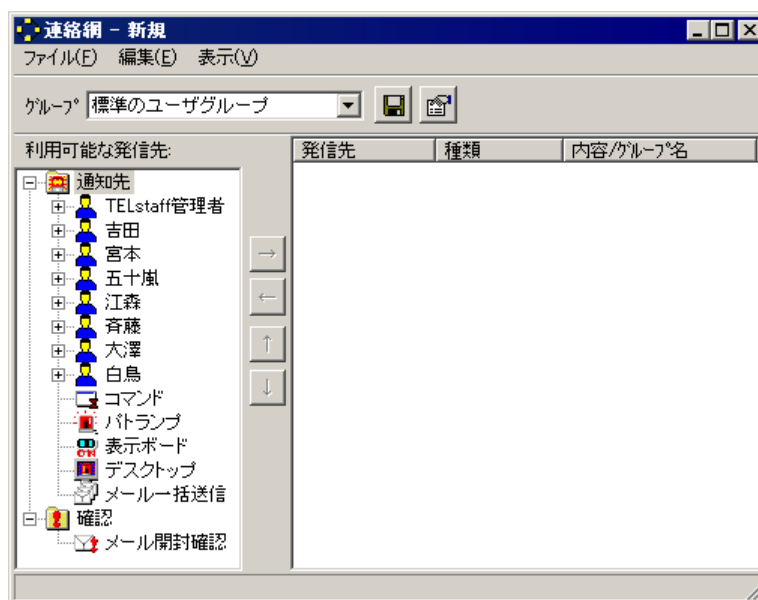 連絡網 - 新規
ファイル(F) 編集(E) 表示(V)
ｸﾞﾙｰﾌﾟ 標準のユーザグループ
利用可能な発信先:
発信先 種類 内容/ｸﾞﾙｰﾌﾟ名
通知先
TELstaff管理者
吉田
宮本
五十嵐
江森
斉藤
大澤
白鳥
コマンド
パトランプ
表示ボード
デスクトップ
メール一括送信
確認
メール開封確認
→
←
↑
↓